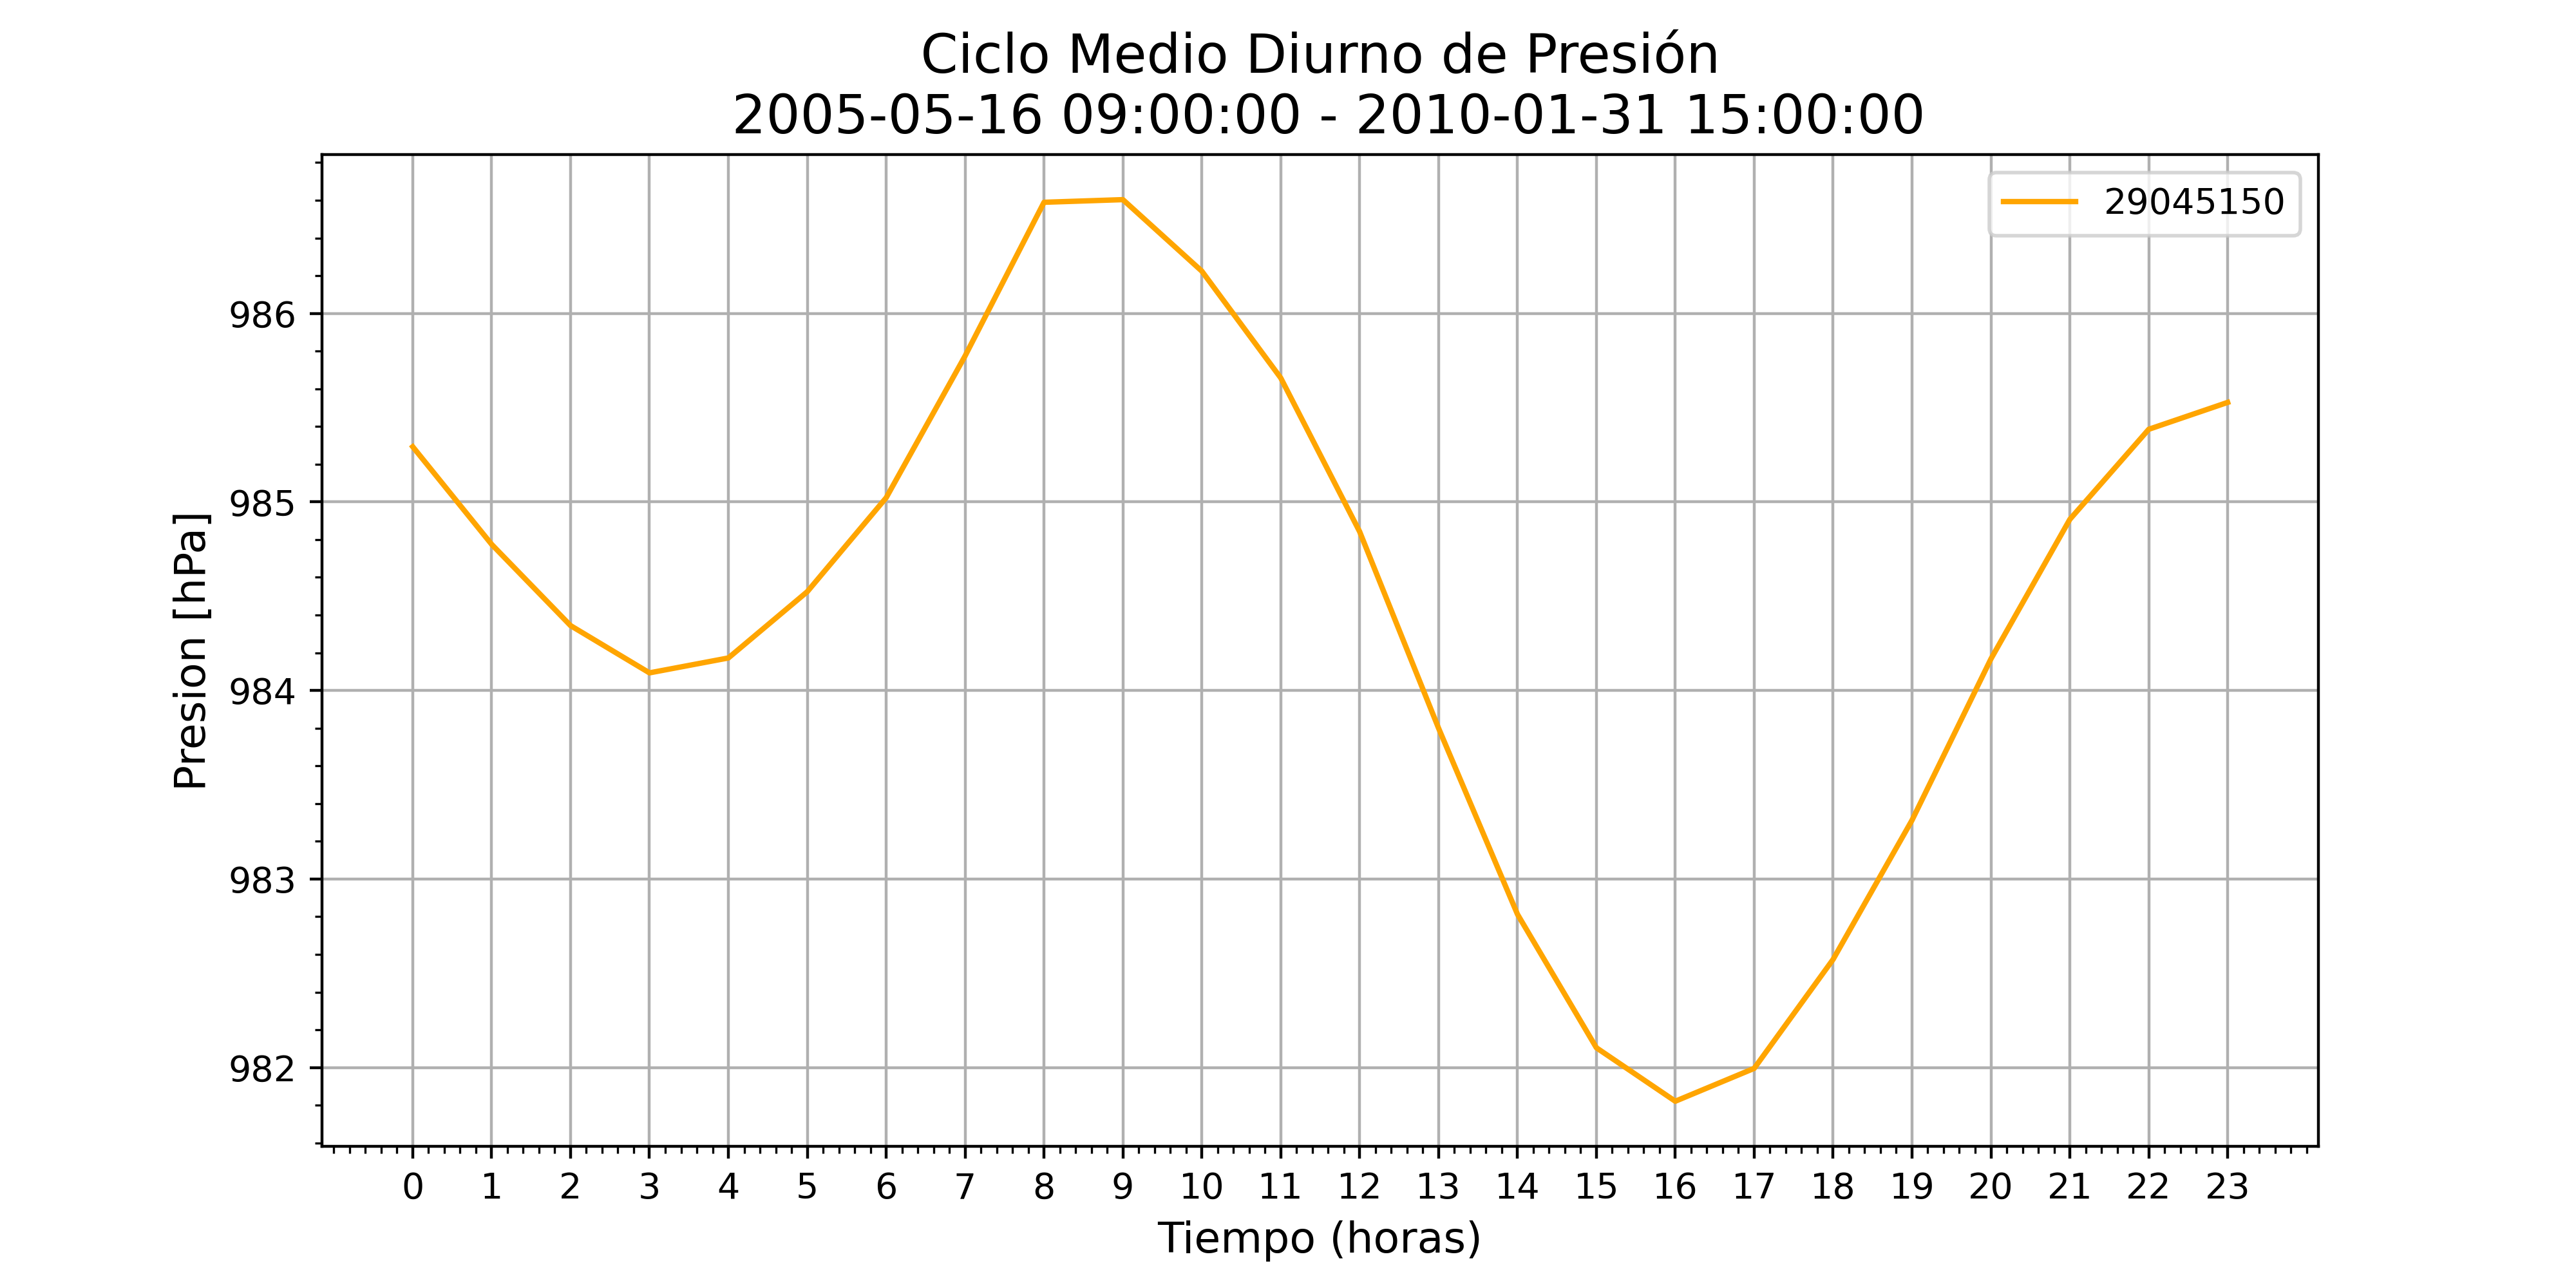 Ciclo Medio Diurno de Presión
2005-05-16 09:00:00 - 2010-01-31 15:00:00
29045150
Presion [hPa]
986
985
984
983
982
0 1 2 3 4 5 6 7 8 9 10 11 12 13 14 15 16 17 18 19 20 21 22 23
Tiempo (horas)